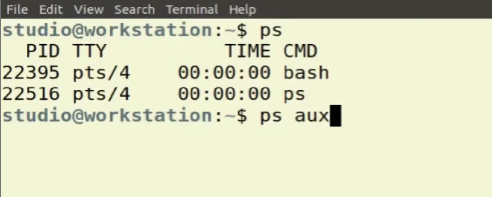 File Edit View Search Terminal Help
studio@workstation:~$ ps
  PID TTY          TIME CMD
22395 pts/4    00:00:00 bash
22516 pts/4    00:00:00 ps
studio@workstation:~$ ps aux